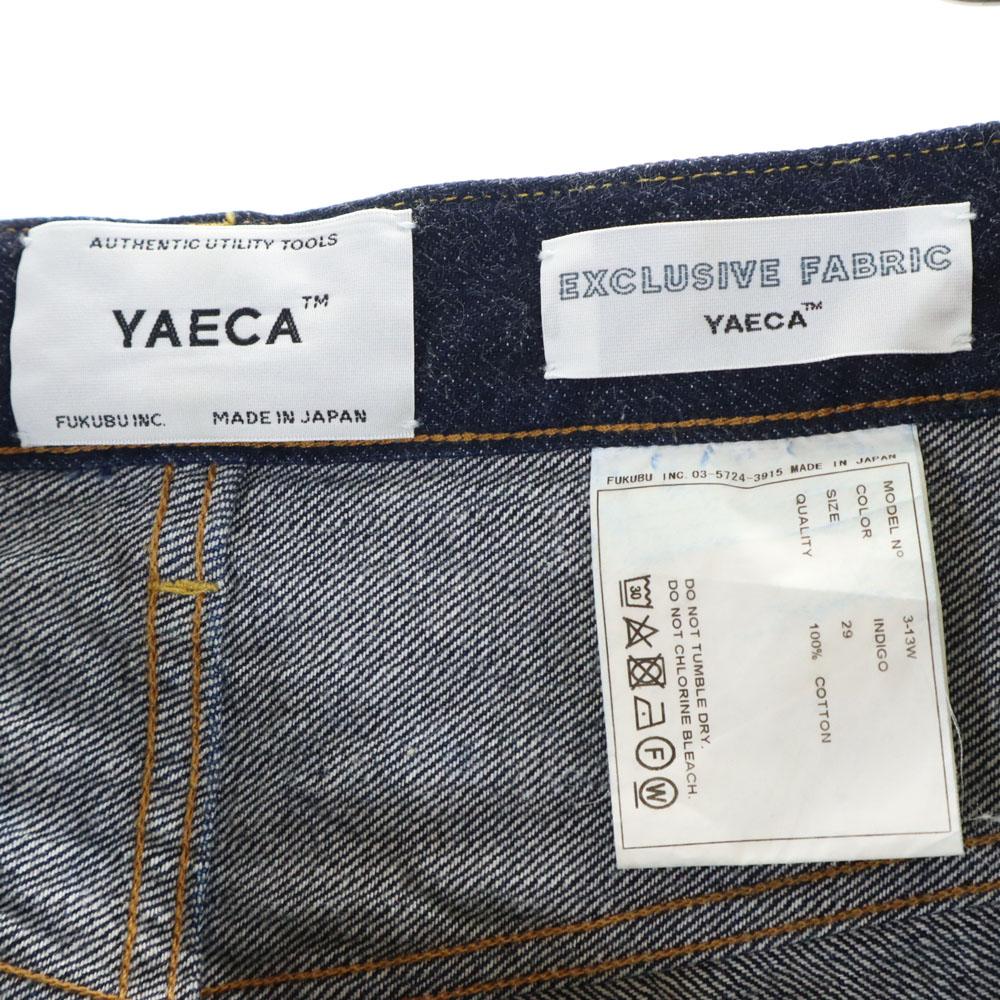 AUTHENTIC UTILITY TOOLS
YAECA™
FUKUBU INC. MADE IN JAPAN
EXCLUSIVE FABRIC
YAECA™
FUKUBU INC. 03-5724-3915 MADE IN JAPAN
MODEL Nº 3-13W
COLOR INDIGO
SIZE 29
QUALITY 100% COTTON
DO NOT TUMBLE DRY.
DO NOT CHLORINE BLEACH.
30
F
W